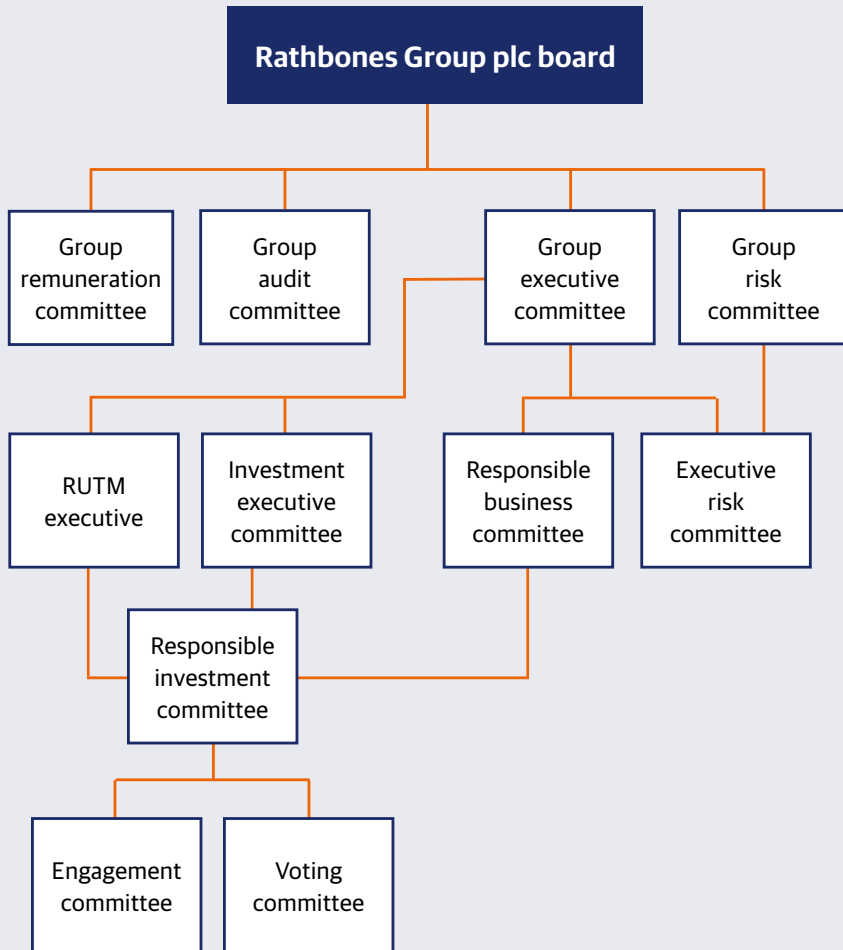 Rathbones Group plc board
Group
remuneration
committee
Group
audit
committee
Group
executive
committee
Group
risk
committee
RUTM
executive
Investment
executive
committee
Responsible
business
committee
Executive
risk
committee
Responsible
investment
committee
Engagement
committee
Voting
committee